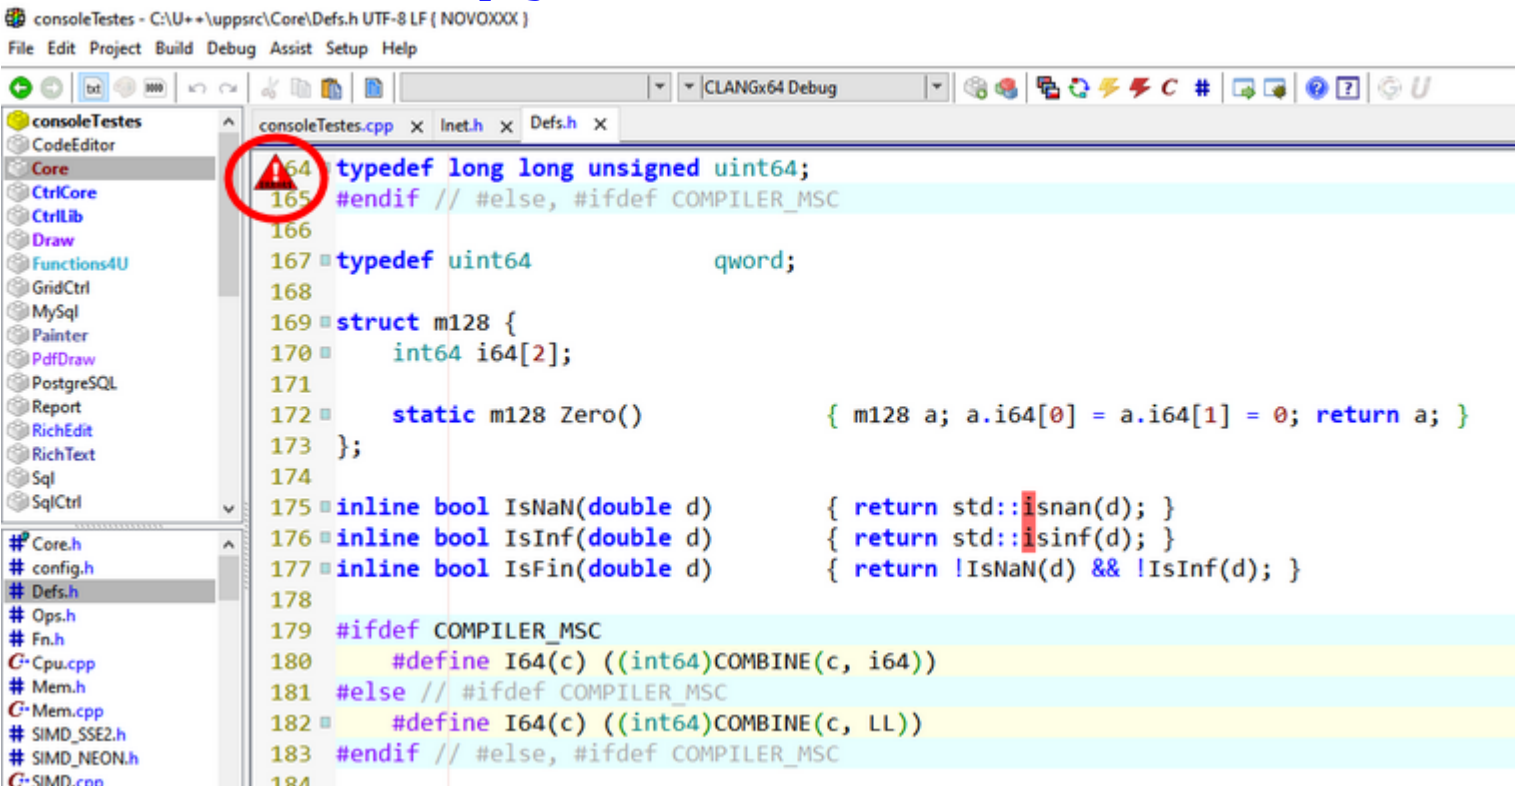 consoleTestes - C:\U++\uppsrc\Core\Defs.h UTF-8 LF { NOVOXXX }
File Edit Project Build Debug Assist Setup Help
txt CLANGx64 Debug C # ? ? G U
consoleTestes
CodeEditor
Core
CtrlCore
CtrlLib
Draw
Functions4U
GridCtrl
MySql
Painter
PdfDraw
PostgreSQL
Report
RichEdit
RichText
Sql
SqlCtrl
# Core.h
# config.h
# Defs.h
# Ops.h
# Fn.h
C Cpu.cpp
# Mem.h
C Mem.cpp
# SIMD_SSE2.h
# SIMD_NEON.h
C SIMD.cpp
consoleTestes.cpp x Inet.h x Defs.h x
64 typedef long long unsigned uint64;
165 #endif // #else, #ifdef COMPILER_MSC
166
167 typedef uint64 qword;
168
169 struct m128 {
170 int64 i64[2];
171
172 static m128 Zero() { m128 a; a.i64[0] = a.i64[1] = 0; return a; }
173 };
174
175 inline bool IsNaN(double d) { return std::isnan(d); }
176 inline bool IsInf(double d) { return std::isinf(d); }
177 inline bool IsFin(double d) { return !IsNaN(d) && !IsInf(d); }
178
179 #ifdef COMPILER_MSC
180 #define I64(c) ((int64)COMBINE(c, i64))
181 #else // #ifdef COMPILER_MSC
182 #define I64(c) ((int64)COMBINE(c, LL))
183 #endif // #else, #ifdef COMPILER_MSC
184